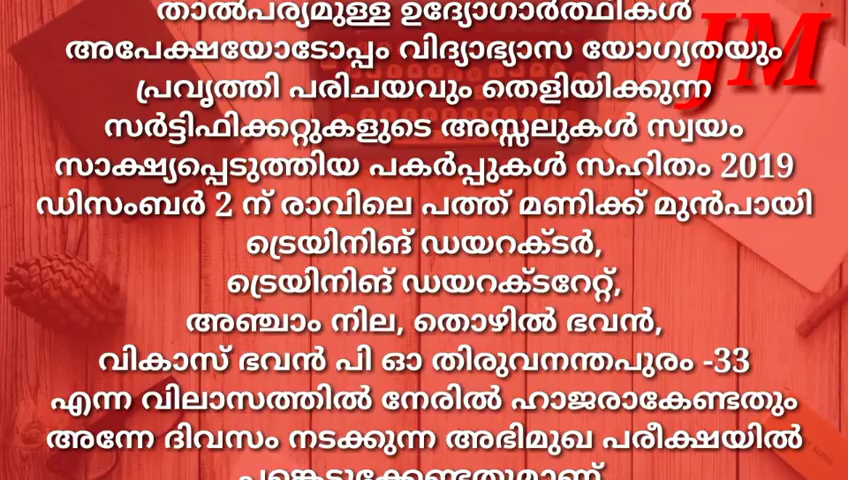 താൽപര്യമുള്ള ഉദ്യോഗാർത്ഥികൾ
അപേക്ഷയോടോപ്പം വിദ്യാഭ്യാസ യോഗ്യതയും
പ്രവൃത്തി പരിചയവും തെളിയിക്കുന്ന
സർട്ടിഫിക്കറ്റുകളുടെ അസ്സലുകൾ സ്വയം
സാക്ഷ്യപ്പെടുത്തിയ പകർപ്പുകൾ സഹിതം 2019
ഡിസംബർ 2 ന് രാവിലെ പത്ത് മണിക്ക് മുൻപായി
ട്രെയിനിങ് ഡയറക്ടർ,
ട്രെയിനിങ് ഡയറക്ടറേറ്റ്,
അഞ്ചാം നില, തൊഴിൽ ഭവൻ,
വികാസ് ഭവൻ പി ഓ തിരുവനന്തപുരം -33
എന്ന വിലാസത്തിൽ നേരിൽ ഹാജരാകേണ്ടതും
അന്നേ ദിവസം നടക്കുന്ന അഭിമുഖ പരീക്ഷയിൽ
പങ്കെടുക്കേണ്ടതുമാണ്
JM